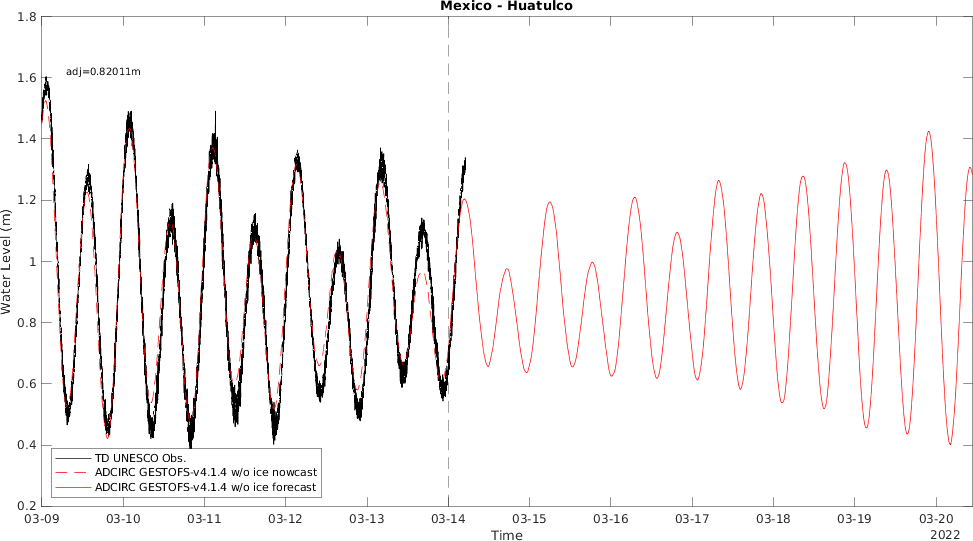 Mexico - Huatulco
1.8
1.6
1.4
1.2
1
0.8
0.6
0.4
0.2
Water Level (m)
adj=0.82011m
TD UNESCO Obs.
ADCIRC GESTOFS-v4.1.4 w/o ice nowcast
ADCIRC GESTOFS-v4.1.4 w/o ice forecast
03-09 03-10 03-11 03-12 03-13 03-14 03-15 03-16 03-17 03-18 03-19 03-20
Time
2022